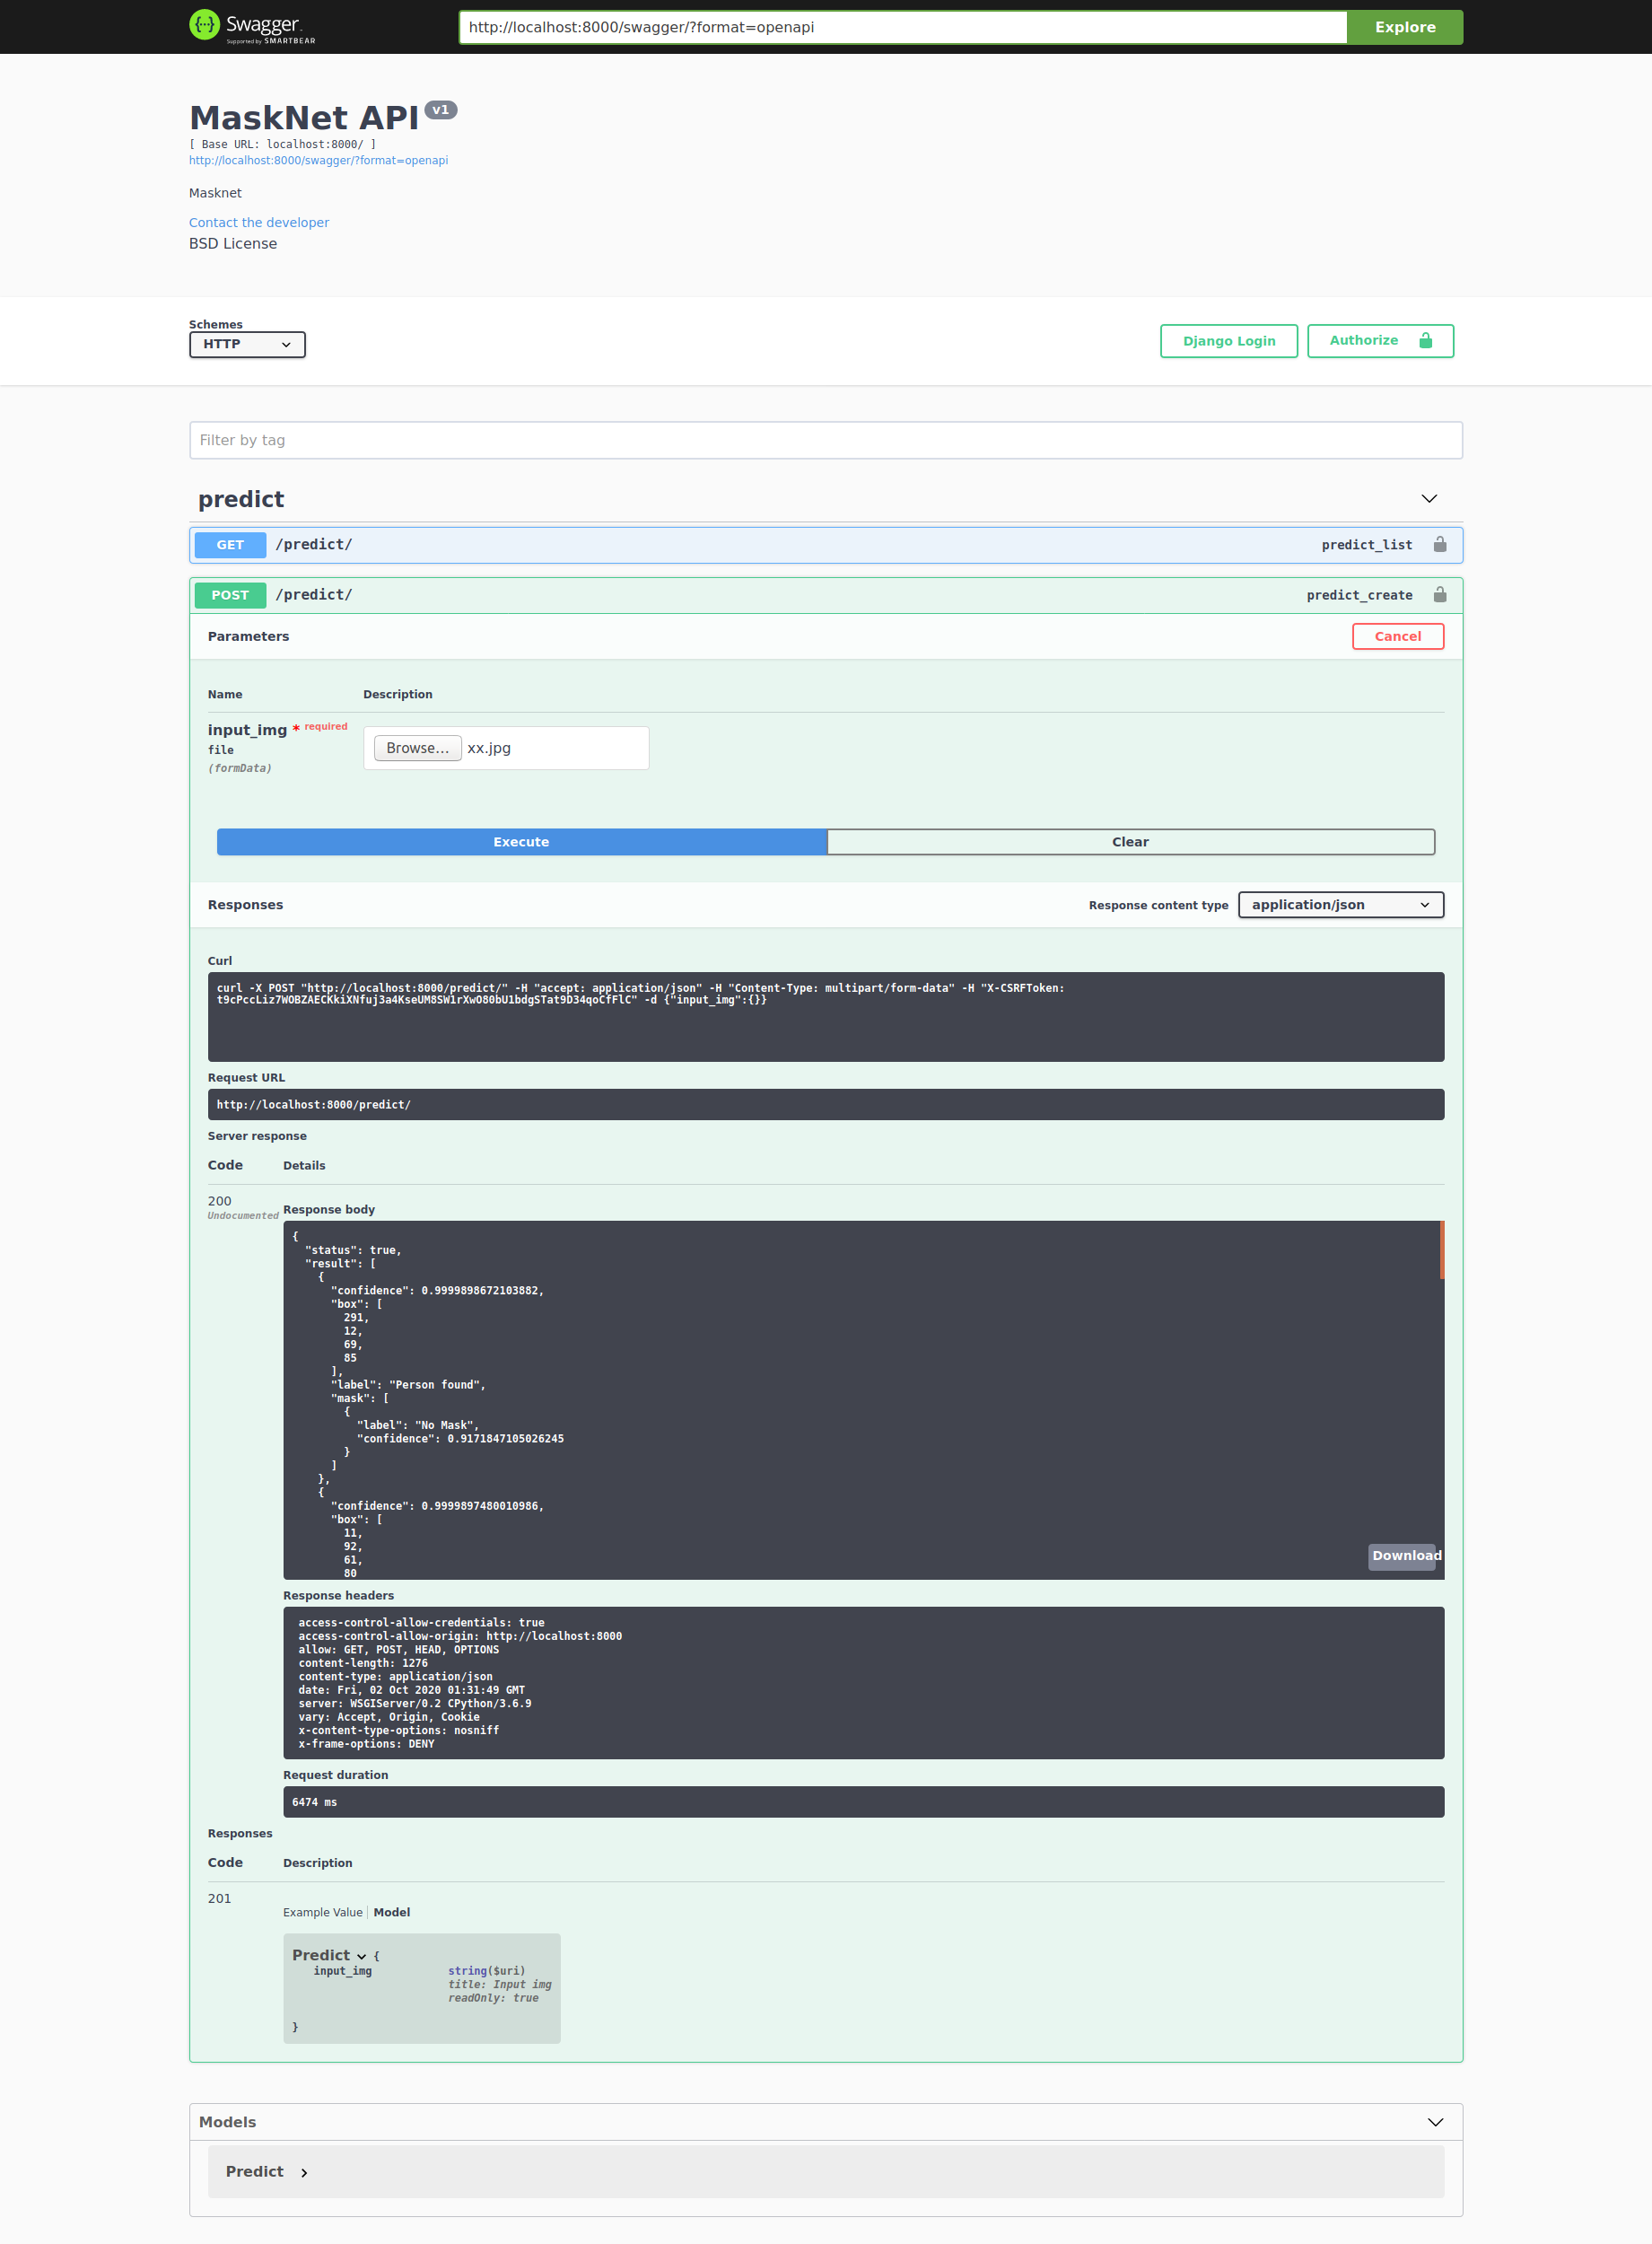 Swagger
Supported by SMARTBEAR
http://localhost:8000/swagger/?format=openapi
Explore
MaskNet API v1
[ Base URL: localhost:8000/ ]
http://localhost:8000/swagger/?format=openapi
Masknet
Contact the developer
BSD License
Schemes
HTTP
Django Login
Authorize
Filter by tag
predict
GET /predict/ predict_list
POST /predict/ predict_create
Parameters
Cancel
Name Description
input_img * required
file
(formData)
Browse... xx.jpg
Execute
Clear
Responses
Response content type application/json
Curl
curl -X POST "http://localhost:8000/predict/" -H "accept: application/json" -H "Content-Type: multipart/form-data" -H "X-CSRFToken:
t9cPccLiz7WOBZAECKkiXNfuj3a4KseUM8SW1rXwO80bU1bdgSTat9D34qoCfFlC" -d {"input_img":{}}
Request URL
http://localhost:8000/predict/
Server response
Code Details
200
Undocumented
Response body
{
"status": true,
"result": [
{
"confidence": 0.9999898672103882,
"box": [
291,
12,
69,
85
],
"label": "Person found",
"mask": [
{
"label": "No Mask",
"confidence": 0.9171847105026245
}
]
},
{
"confidence": 0.9999897480010986,
"box": [
11,
92,
61,
80
Download
Response headers
access-control-allow-credentials: true
access-control-allow-origin: http://localhost:8000
allow: GET, POST, HEAD, OPTIONS
content-length: 1276
content-type: application/json
date: Fri, 02 Oct 2020 01:31:49 GMT
server: WSGIServer/0.2 CPython/3.6.9
vary: Accept, Origin, Cookie
x-content-type-options: nosniff
x-frame-options: DENY
Request duration
6474 ms
Responses
Code Description
201
Example Value Model
Predict {
input_img string($uri)
title: Input img
readOnly: true
}
Models
Predict